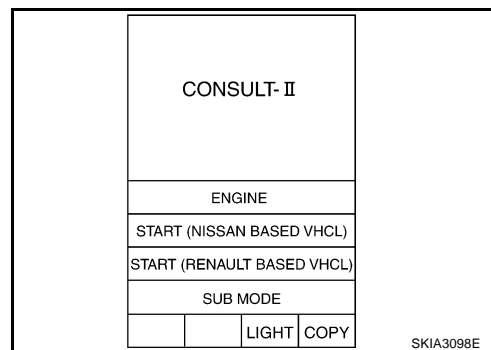 CONSULT-II
ENGINE
START (NISSAN BASED VHCL)
START (RENAULT BASED VHCL)
SUB MODE
LIGHT COPY
SKIA3098E